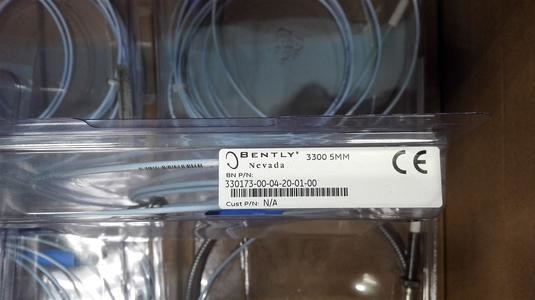 BENTLY 3300 5MM
Nevada
BN P/N:
330173-00-04-20-01-00
Cust P/N: N/A
CE